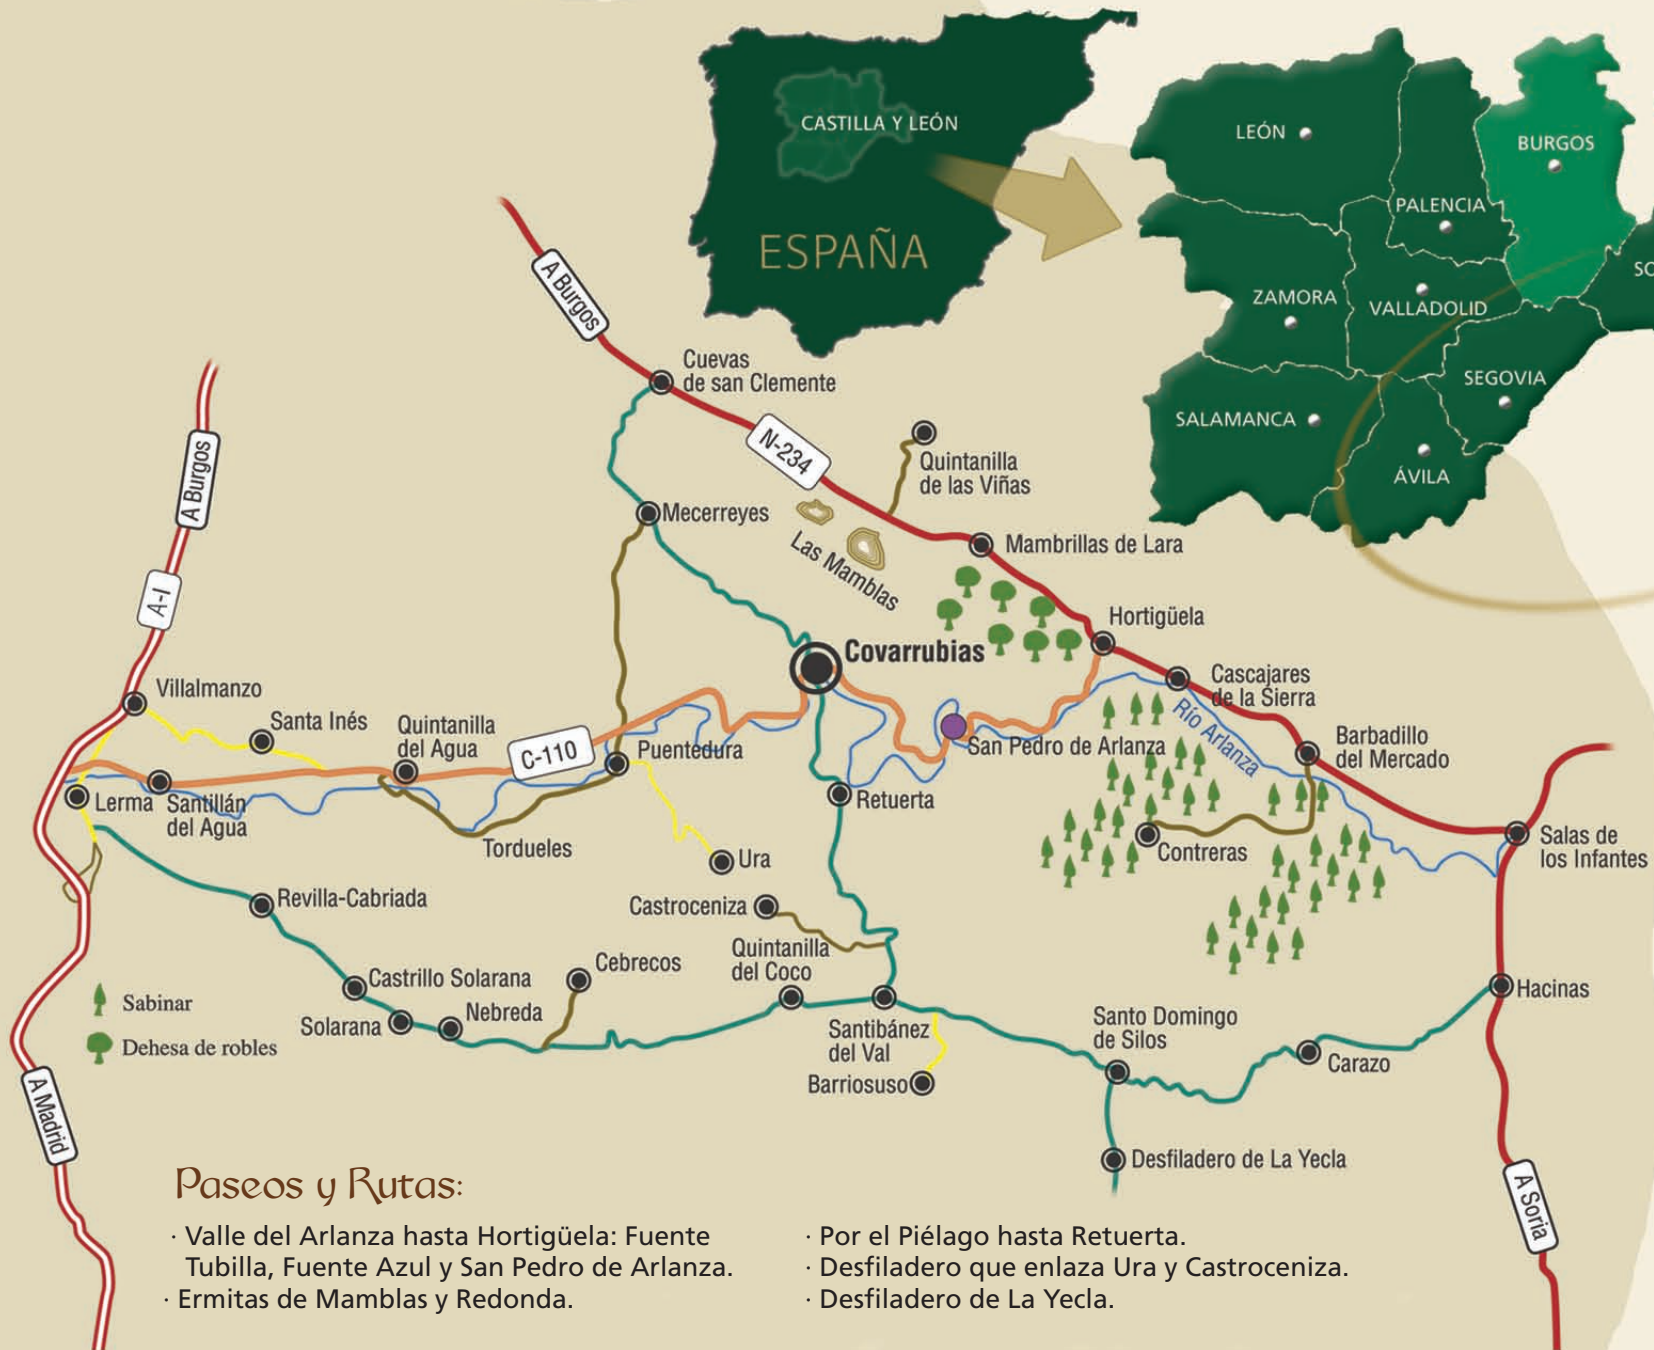 CASTILLA Y LEÓN
ESPAÑA
LEÓN
BURGOS
PALENCIA
ZAMORA
VALLADOLID
SEGOVIA
SALAMANCA
ÁVILA
A Burgos
Cuevas
de san Clemente
N-234
Quintanilla
de las Viñas
A Burgos
Mecerreyes
Las Mamblas
Mambrillas de Lara
A-I
Hortigüela
Covarrubias
Cascajares
de la Sierra
Villalmanzo
Santa Inés
Quintanilla
del Agua
C-110
Puentedura
San Pedro de Arlanza
Río Arlanza
Barbadillo
del Mercado
Lerma
Santillán
del Agua
Retuerta
Tordueles
Ura
Contreras
Salas de
los Infantes
Revilla-Cabriada
Castroceniza
Quintanilla
del Coco
Cebrecos
Castrillo Solarana
Hacinas
Sabinar
Solarana
Nebreda
Santibánez
del Val
Santo Domingo
de Silos
Dehesa de robles
Carazo
Barriosuso
A Madrid
Desfiladero de La Yecla
A Soria
Paseos y Rutas:
· Valle del Arlanza hasta Hortigüela: Fuente
Tubilla, Fuente Azul y San Pedro de Arlanza.
· Ermitas de Mamblas y Redonda.
· Por el Piélago hasta Retuerta.
· Desfiladero que enlaza Ura y Castroceniza.
· Desfiladero de La Yecla.